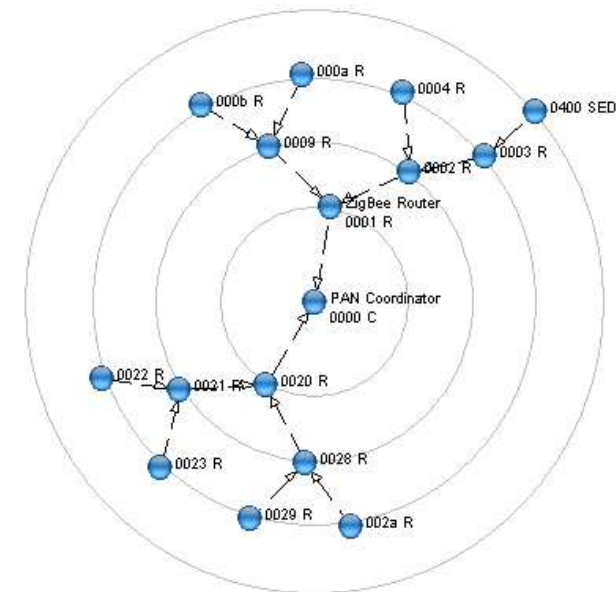 000a R
000b R
0004 R
0400 SED
0009 R
0003 R
0002 R
ZigBee Router
0001 R
PAN Coordinator
0000 C
0022 R
0021 R
0020 R
0023 R
0028 R
0029 R
002a R